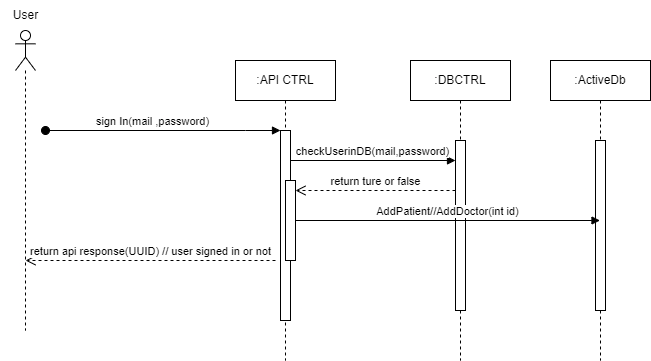 User
:API CTRL
:DBCTRL
:ActiveDb
sign In(mail ,password)
checkUserinDB(mail,password)
return ture or false
AddPatient//AddDoctor(int id)
return api response(UUID) // user signed in or not